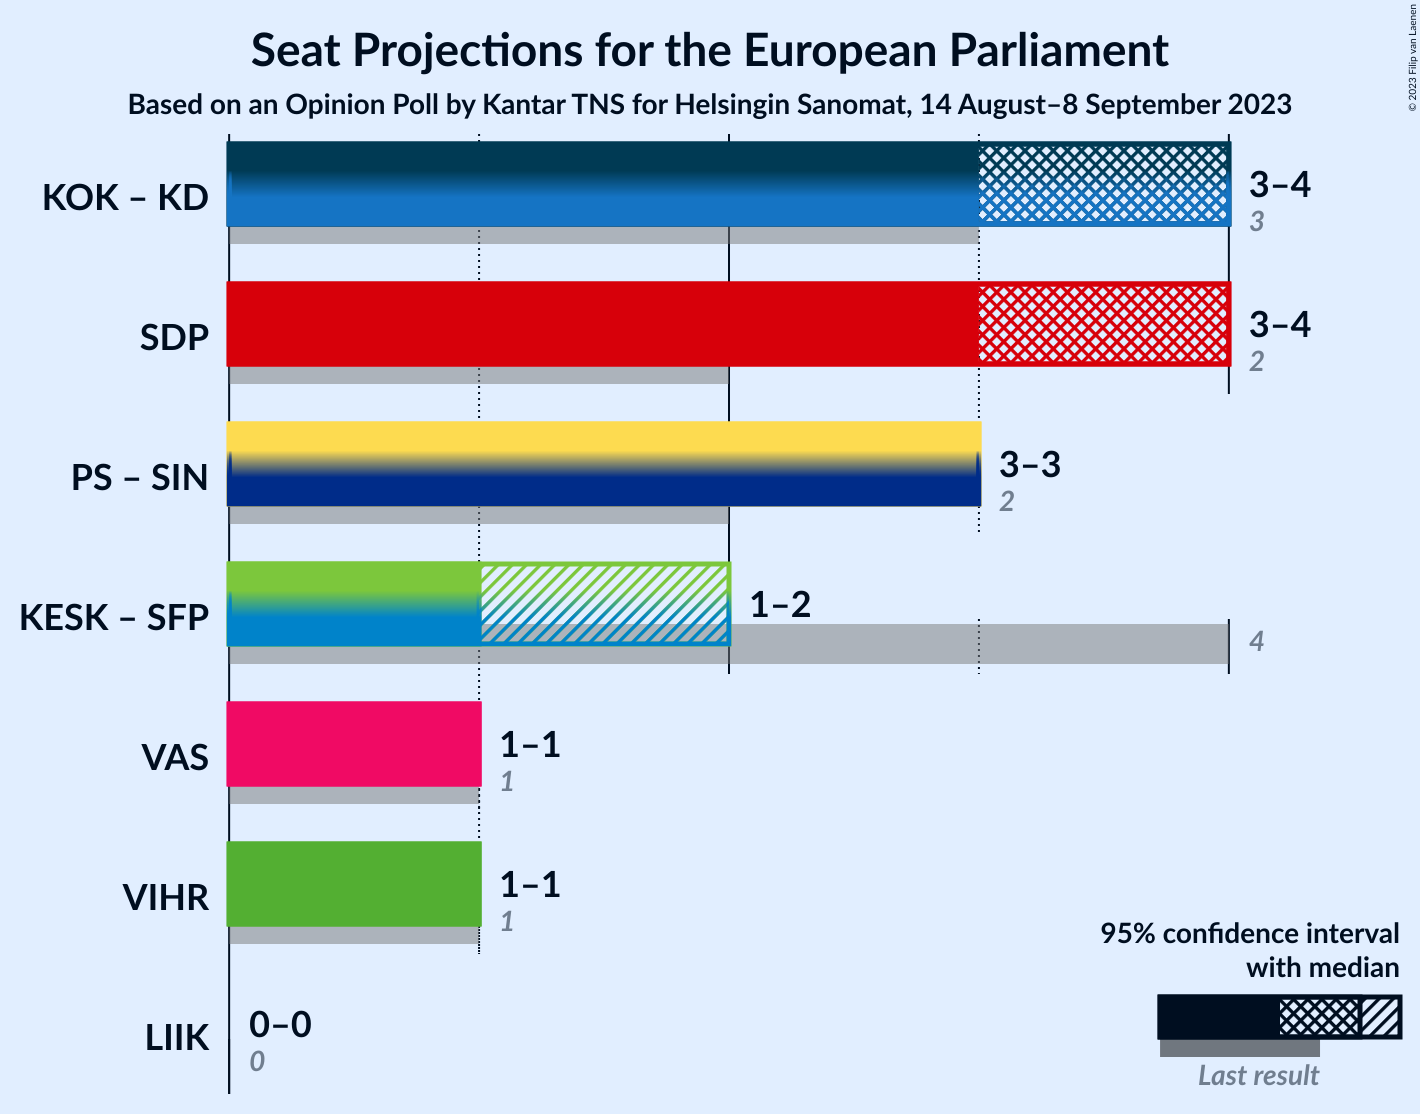 Seat Projections for the European Parliament
Based on an Opinion Poll by Kantar TNS for Helsingin Sanomat, 14 August–8 September 2023
© 2023 Filip van Laenen
KOK – KD
3–4
3
SDP
3–4
2
PS – SIN
3–3
2
KESK – SFP
1–2
4
VAS
1–1
1
VIHR
1–1
1
LIIK
0–0
0
95% confidence interval
with median
Last result